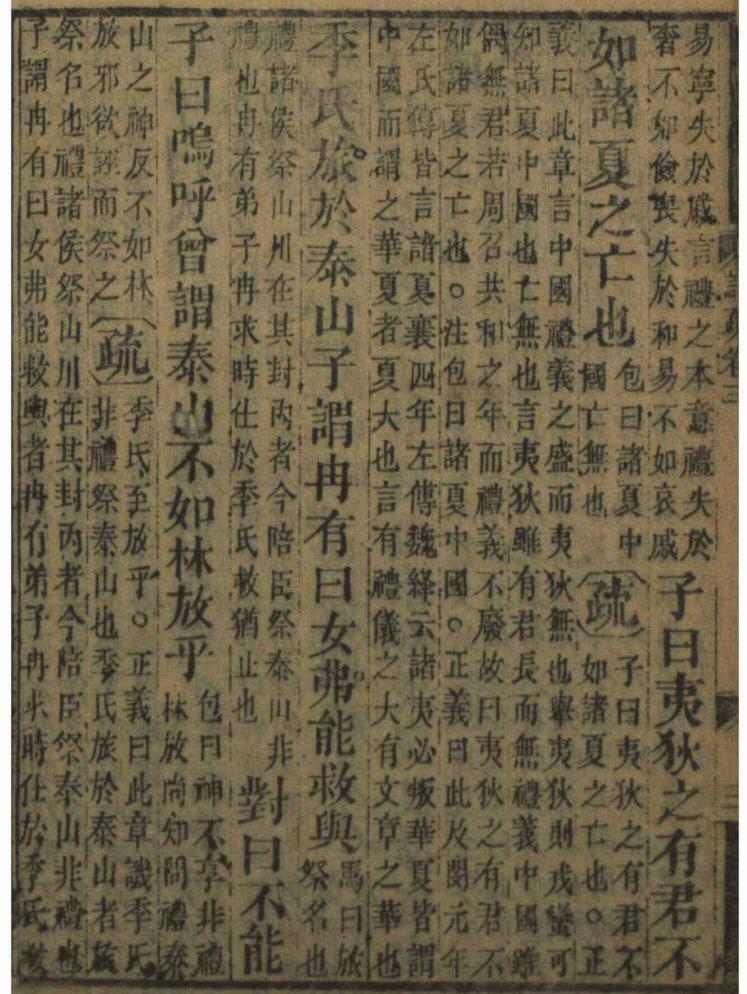 語疏卷三
易寧失於戚言禮之本意禮失於
奢不如儉喪失於和易不如哀戚
子曰夷狄之有君不
如諸夏之亡也
包曰諸夏中
國亡無也
疏
子曰夷狄之有君不
如諸夏之亡也○正
義曰此章言中國禮義之盛而夷狄無也舉夷狄則戎蠻可
知諸夏中國也亡無也言夷狄雖有君長而無禮義中國雖
偶無君若周召共和之年而禮義不廢故曰夷狄之有君不
如諸夏之亡也○注包曰諸夏中國○正義曰此及閔元年
左氏傳皆言諸夏襄四年左傳魏絳云諸夷必叛華夏皆謂
中國而謂之華夏者夏大也言有禮儀之大有文章之華也
季氏旅於泰山子謂冉有曰女弗能救與
馬曰旅
祭名也
禮諸侯祭山川在其封內者今陪臣祭泰山非
禮也冉有弟子冉求時仕於季氏救猶止也
對曰不能
子曰嗚呼曾謂泰山不如林放乎
包曰神不享非禮
林放尚知問禮泰
山之神反不如林
放邪欲誣而祭之
疏
季氏至放乎○正義曰此章譏季氏
非禮祭泰山也季氏旅於泰山者旅
祭名也禮諸侯祭山川在其封內者今陪臣祭泰山非禮也
子謂冉有曰女弗能救與者冉有弟子冉求時仕於季氏救